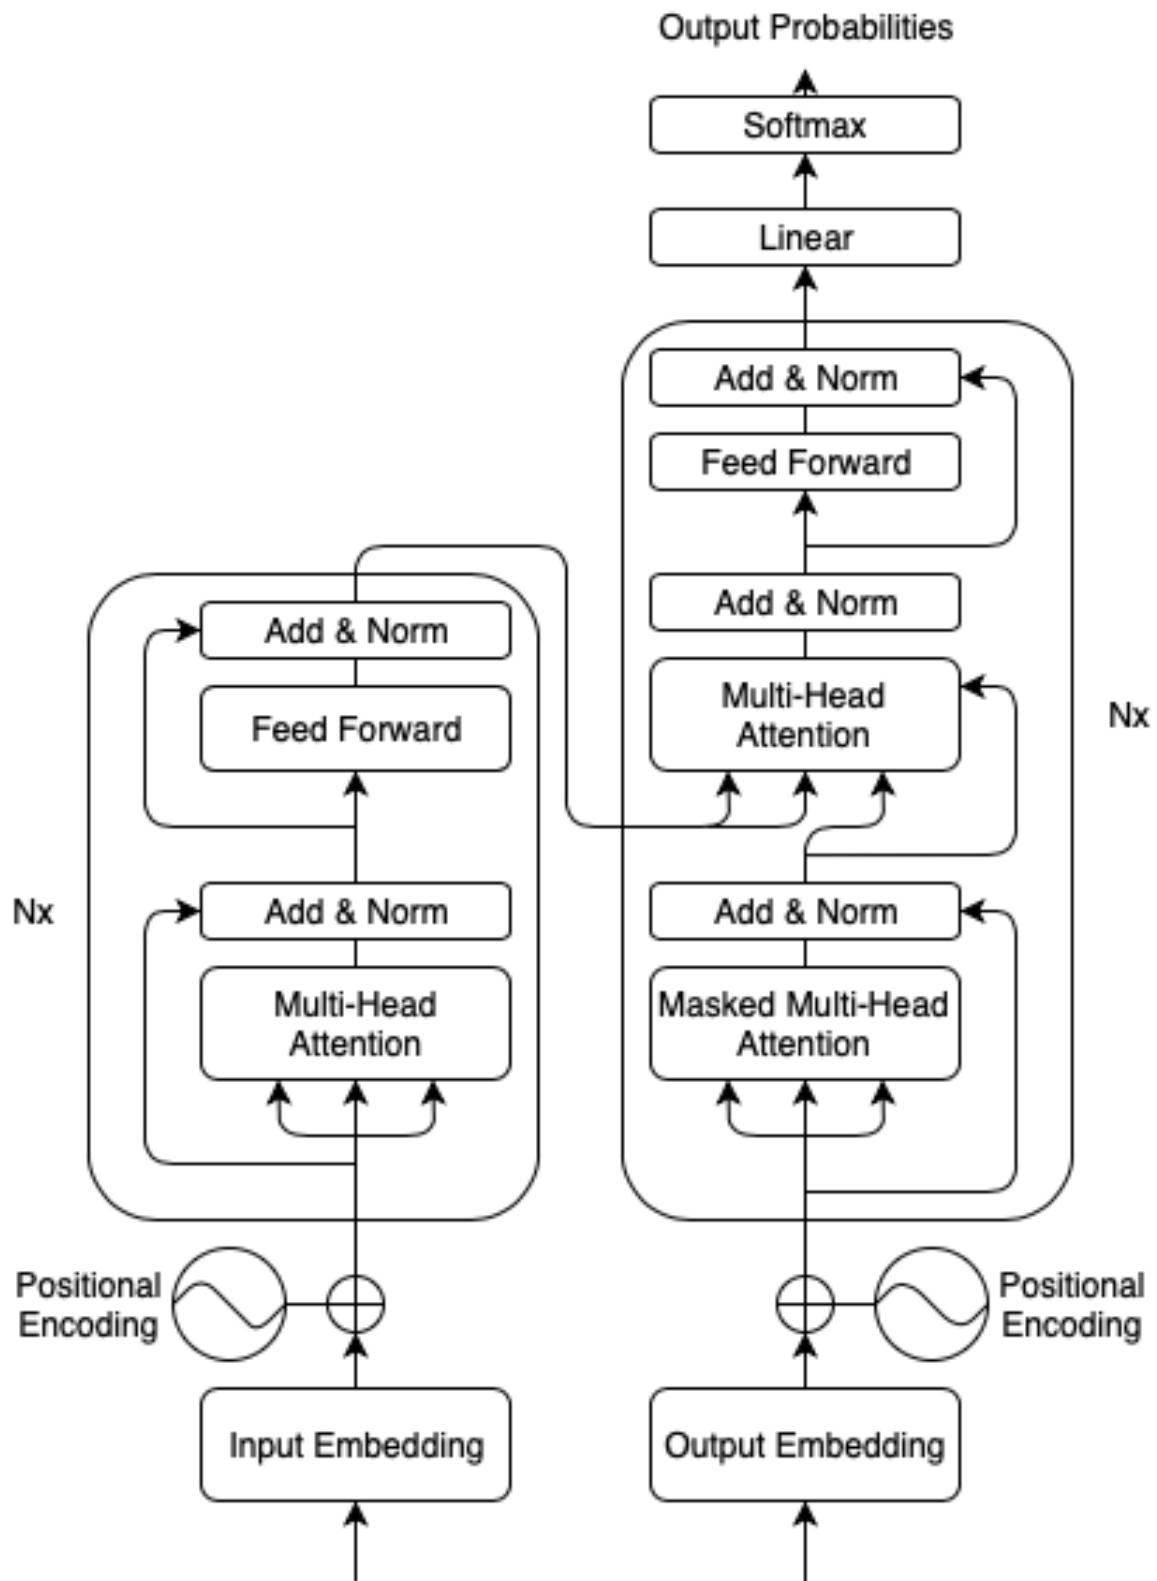 Output Probabilities
Softmax
Linear
Add & Norm
Feed Forward
Add & Norm
Multi-Head
Attention
Nx
Add & Norm
Masked Multi-Head
Attention
Add & Norm
Feed Forward
Nx
Add & Norm
Multi-Head
Attention
Positional
Encoding
Positional
Encoding
Input Embedding
Output Embedding